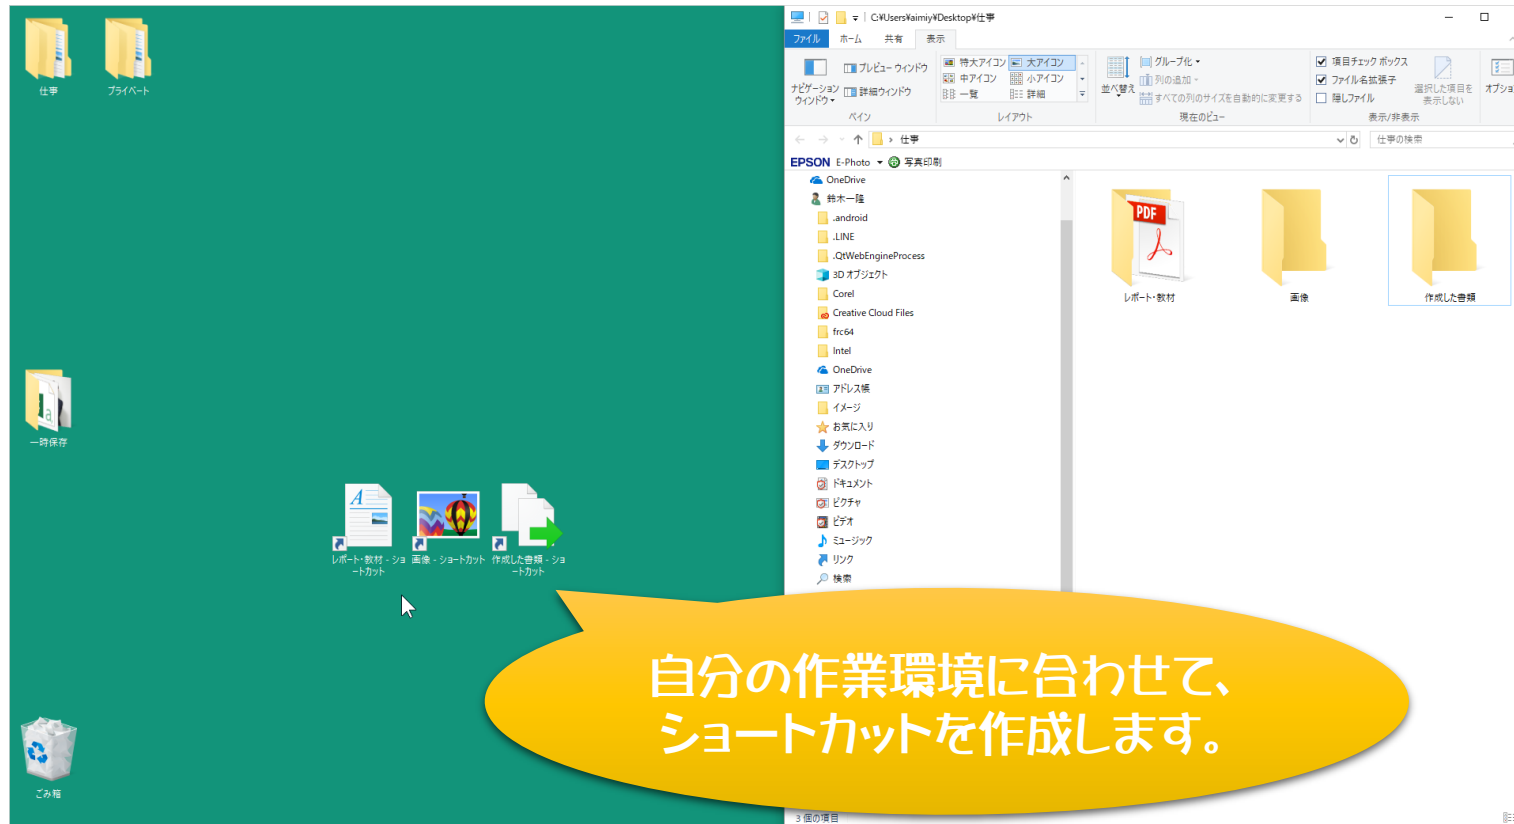 仕事
プライベート
一時保存
レポート・教材 - ショ
ートカット
画像 - ショートカット
作成した書類 - ショ
ートカット
ごみ箱
C:¥Users¥aimiy¥Desktop¥仕事
ファイル ホーム 共有 表示
ナビゲーション
ウィンドウ
プレビュー ウィンドウ
詳細ウィンドウ
ペイン
特大アイコン 大アイコン
中アイコン 小アイコン
一覧 詳細
レイアウト
並べ替え
グループ化
列の追加
すべての列のサイズを自動的に変更する
現在のビュー
項目チェック ボックス
ファイル名拡張子
隠しファイル
選択した項目を
表示しない
表示/非表示
オプショ
仕事
仕事の検索
EPSON E-Photo 写真印刷
OneDrive
鈴木一隆
.android
.LINE
.QtWebEngineProcess
3D オブジェクト
Corel
Creative Cloud Files
frc64
Intel
OneDrive
アドレス帳
イメージ
お気に入り
ダウンロード
デスクトップ
ドキュメント
ピクチャ
ビデオ
ミュージック
リンク
検索
PDF
レポート・教材
画像
作成した書類
自分の作業環境に合わせて、
ショートカットを作成します。
3 個の項目